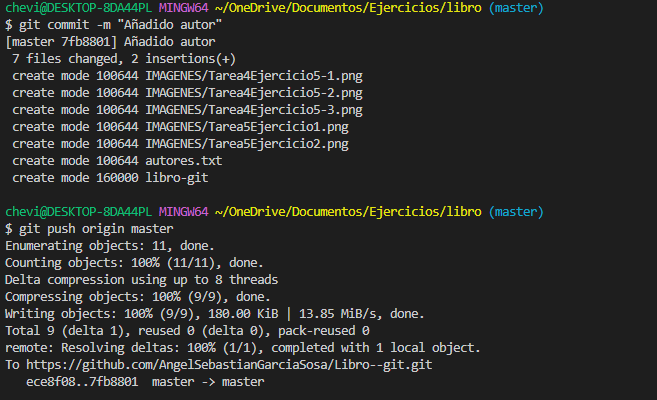 chevi@DESKTOP-8DA44PL MINGW64 ~/OneDrive/Documentos/Ejercicios/libro (master)
$ git commit -m "Añadido autor"
[master 7fb8801] Añadido autor
 7 files changed, 2 insertions(+)
 create mode 100644 IMAGENES/Tarea4Ejercicio5-1.png
 create mode 100644 IMAGENES/Tarea4Ejercicio5-2.png
 create mode 100644 IMAGENES/Tarea4Ejercicio5-3.png
 create mode 100644 IMAGENES/Tarea5Ejercicio1.png
 create mode 100644 IMAGENES/Tarea5Ejercicio2.png
 create mode 100644 autores.txt
 create mode 160000 libro-git
chevi@DESKTOP-8DA44PL MINGW64 ~/OneDrive/Documentos/Ejercicios/libro (master)
$ git push origin master
Enumerating objects: 11, done.
Counting objects: 100% (11/11), done.
Delta compression using up to 8 threads
Compressing objects: 100% (9/9), done.
Writing objects: 100% (9/9), 180.00 KiB | 13.85 MiB/s, done.
Total 9 (delta 1), reused 0 (delta 0), pack-reused 0
remote: Resolving deltas: 100% (1/1), completed with 1 local object.
To https://github.com/AngelSebastianGarciaSosa/Libro--git.git
   ece8f08..7fb8801  master -> master